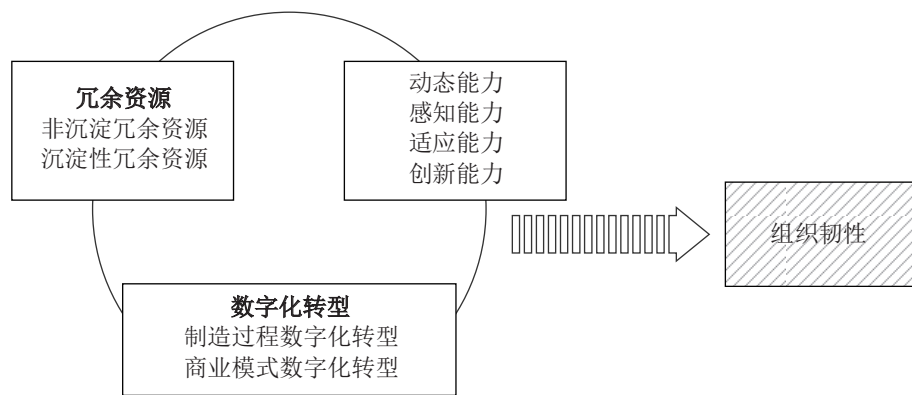 冗余资源
非沉淀冗余资源
沉淀性冗余资源
动态能力
感知能力
适应能力
创新能力
组织韧性
数字化转型
制造过程数字化转型
商业模式数字化转型